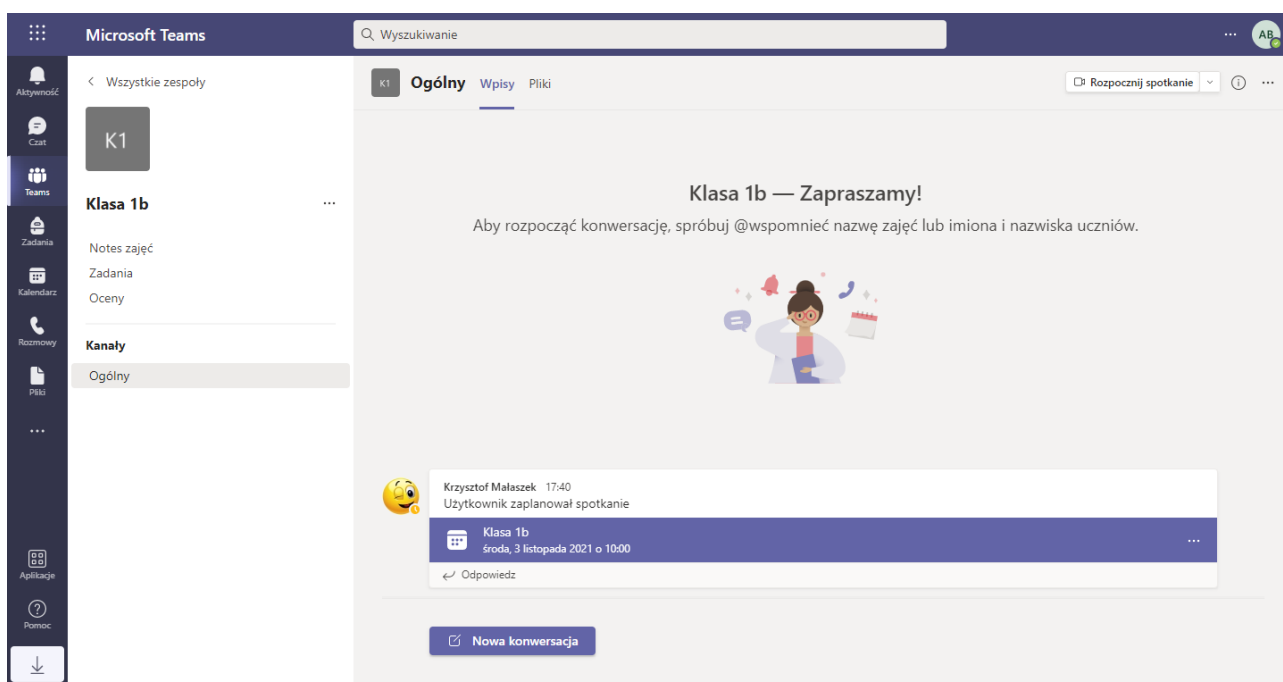 Microsoft Teams
Wyszukiwanie
AB
Aktywność
Czat
Teams
Zadania
Kalendarz
Rozmowy
Pliki
Aplikacje
Pomoc
Wszystkie zespoły
K1
Klasa 1b
Notes zajęć
Zadania
Oceny
Kanały
Ogólny
K1 Ogólny Wpisy Pliki
Rozpocznij spotkanie
Klasa 1b — Zapraszamy!
Aby rozpocząć konwersację, spróbuj @wspomnieć nazwę zajęć lub imiona i nazwiska uczniów.
Krzysztof Małaszek 17:40
Użytkownik zaplanował spotkanie
Klasa 1b
środa, 3 listopada 2021 o 10:00
Odpowiedz
Nowa konwersacja